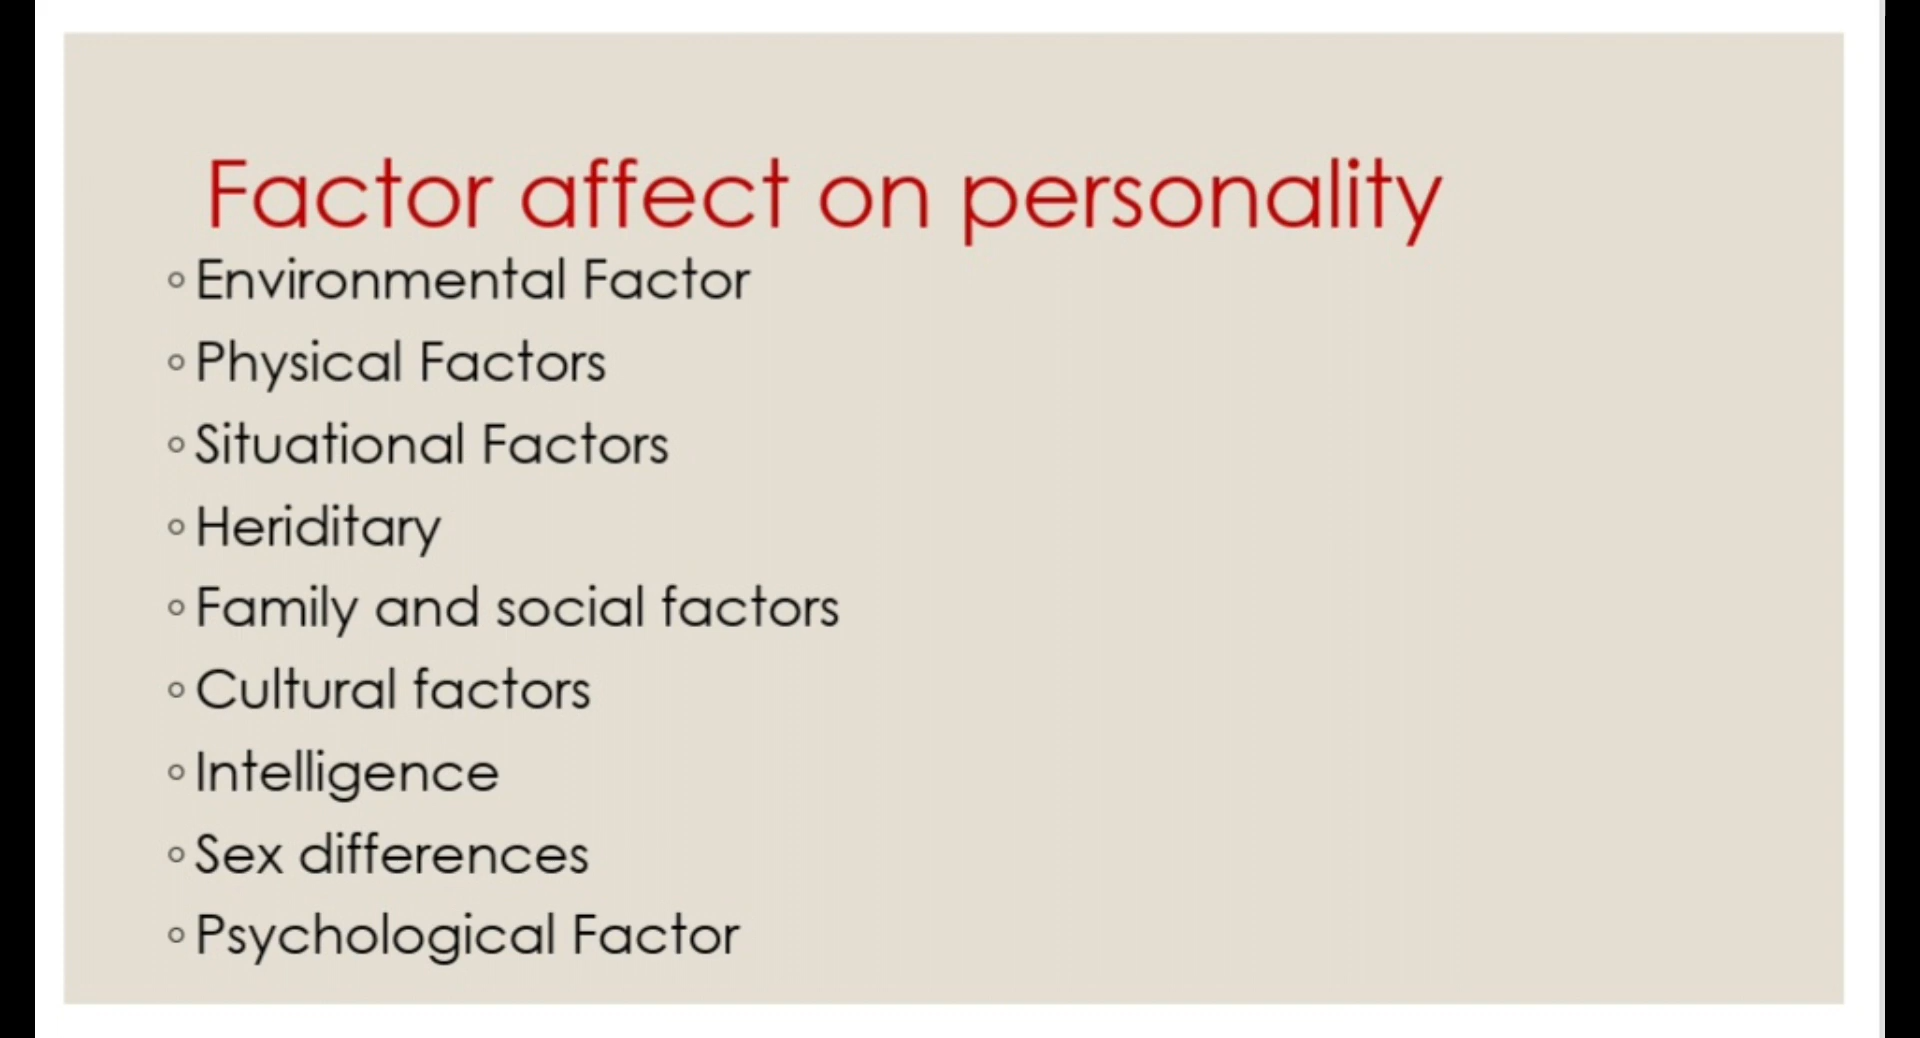 Factor affect on personality
◦ Environmental Factor
◦ Physical Factors
◦ Situational Factors
◦ Heriditary
◦ Family and social factors
◦ Cultural factors
◦ Intelligence
◦ Sex differences
◦ Psychological Factor